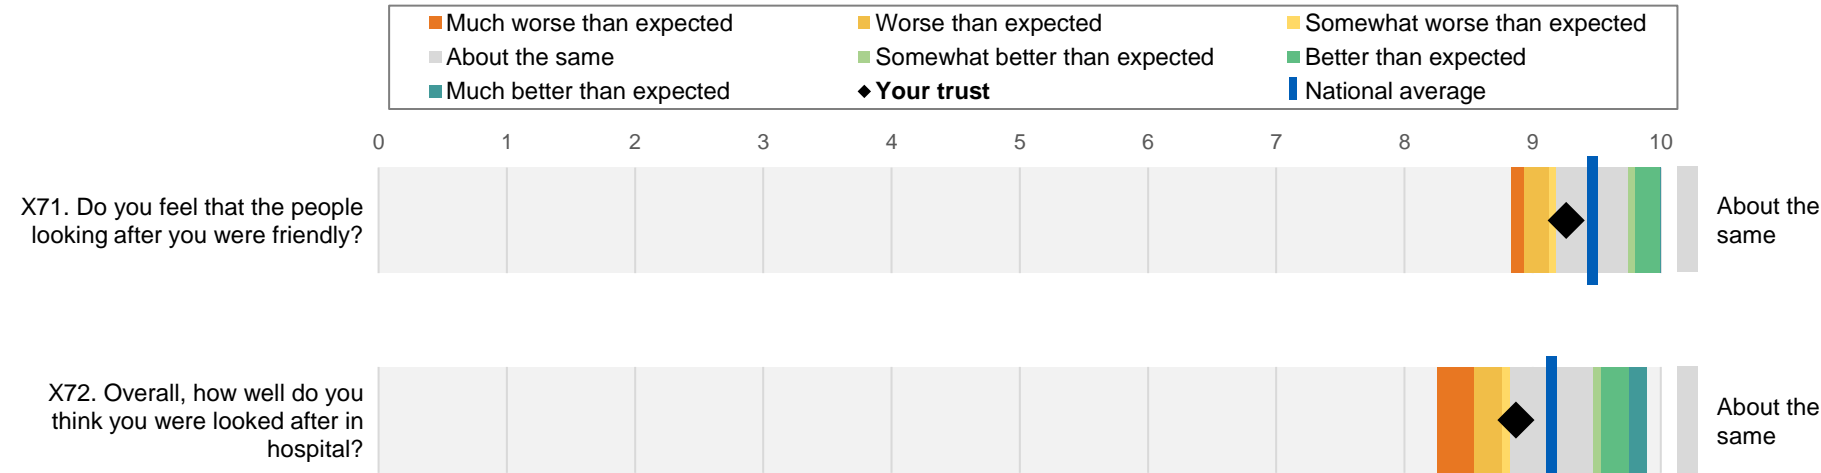 Much worse than expected
Worse than expected
Somewhat worse than expected
About the same
Somewhat better than expected
Better than expected
Much better than expected
Your trust
National average
0 1 2 3 4 5 6 7 8 9 10
X71. Do you feel that the people
looking after you were friendly?
About the
same
X72. Overall, how well do you
think you were looked after in
hospital?
About the
same